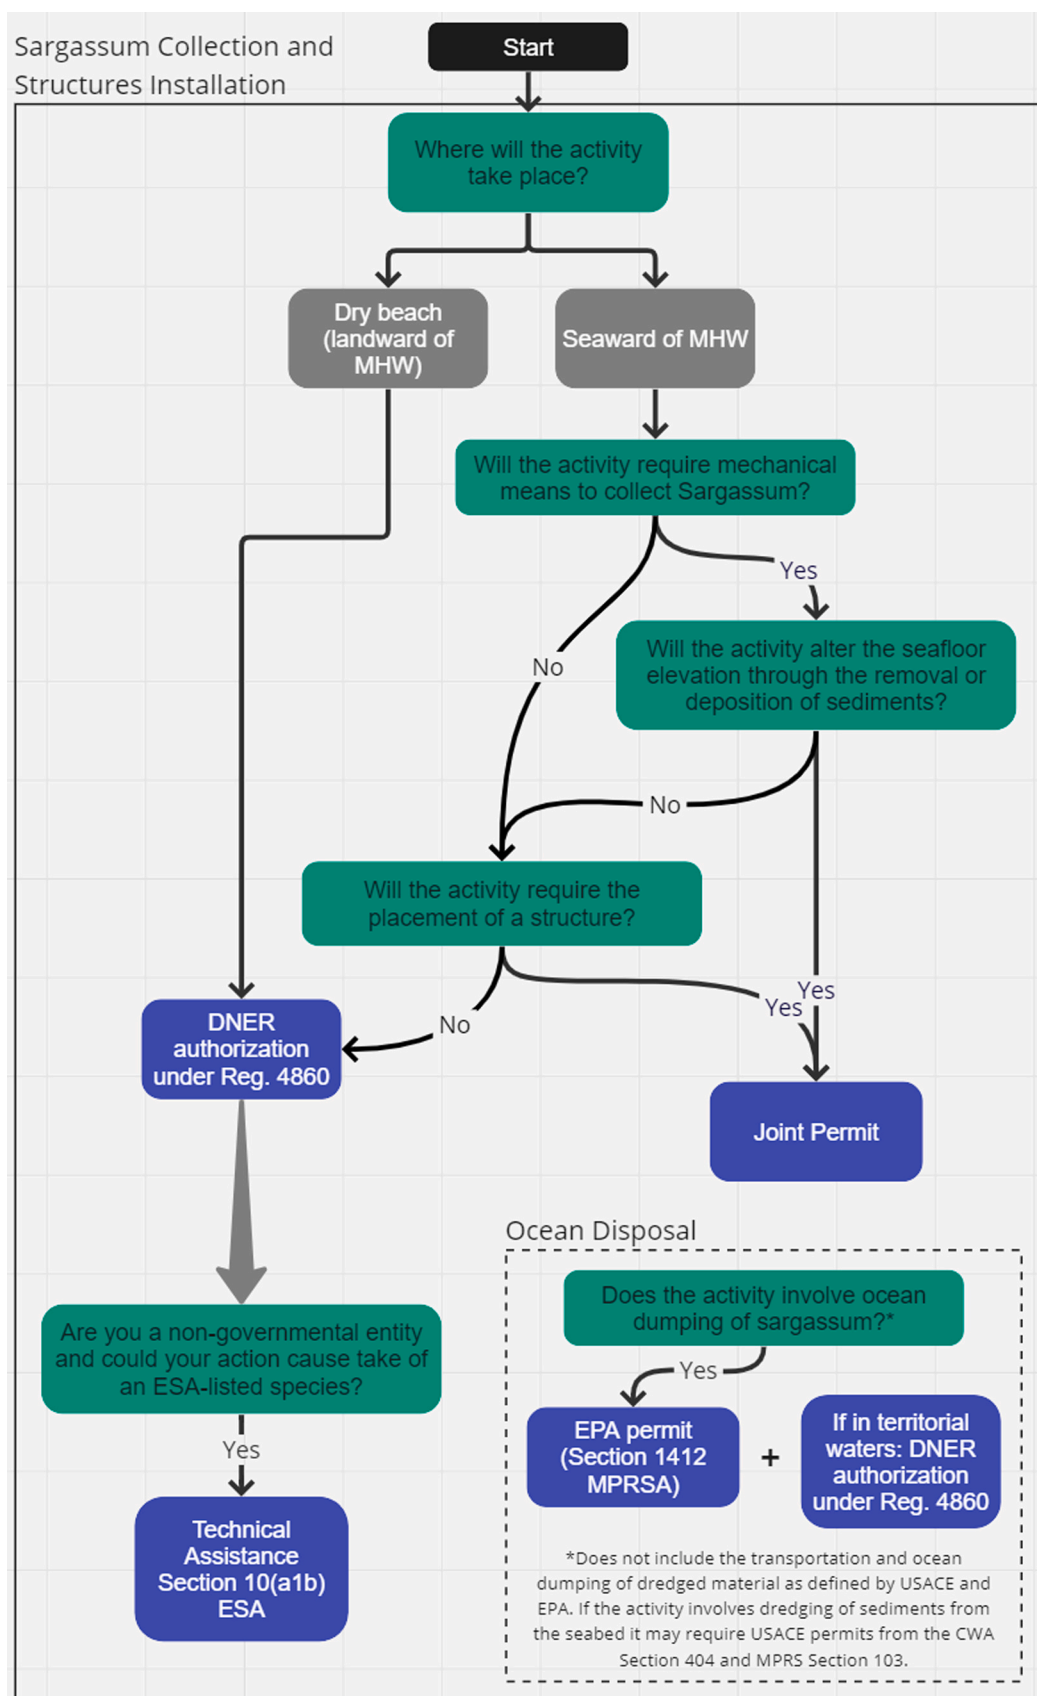 Sargassum Collection and
Structures Installation
Start
Where will the activity
take place?
Dry beach
(landward of
MHW)
Seaward of MHW
Will the activity require mechanical
means to collect Sargassum?
Yes
No
Will the activity alter the seafloor
elevation through the removal or
deposition of sediments?
No
Will the activity require the
placement of a structure?
Yes
Yes
No
DNER
authorization
under Reg. 4860
Joint Permit
Are you a non-governmental entity
and could your action cause take of
an ESA-listed species?
Yes
Technical
Assistance
Section 10(a1b)
ESA
Ocean Disposal
Does the activity involve ocean
dumping of sargassum?*
Yes
EPA permit
(Section 1412
MPRSA)
+
If in territorial
waters: DNER
authorization
under Reg. 4860
*Does not include the transportation and ocean
dumping of dredged material as defined by USACE and
EPA. If the activity involves dredging of sediments from
the seabed it may require USACE permits from the CWA
Section 404 and MPRS Section 103.